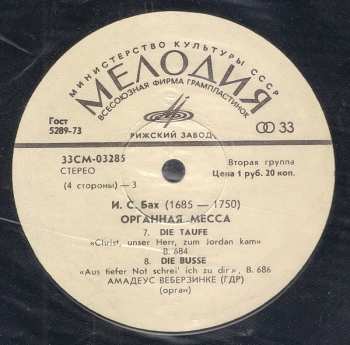 МИНИСТЕРСТВО КУЛЬТУРЫ СССР
МЕЛОДИЯ
ВСЕСОЮЗНАЯ ФИРМА ГРАМПЛАСТИНОК
Гост
5289-73
РИЖСКИЙ ЗАВОД
33
33СМ-03285
СТЕРЕО
(4 стороны) — 3
Вторая группа
Цена 1 руб. 20 коп.
И. С. Бах (1685 — 1750)
ОРГАННАЯ МЕССА
7. DIE TAUFE
«Christ, unser Herr, zum Jordan kam»
B. 684
8. DIE BUSSE
«Aus tiefer Not schrei' ich zu dir», B. 686
АМАДЕУС ВЕБЕРЗИНКЕ (ГДР)
(орган)